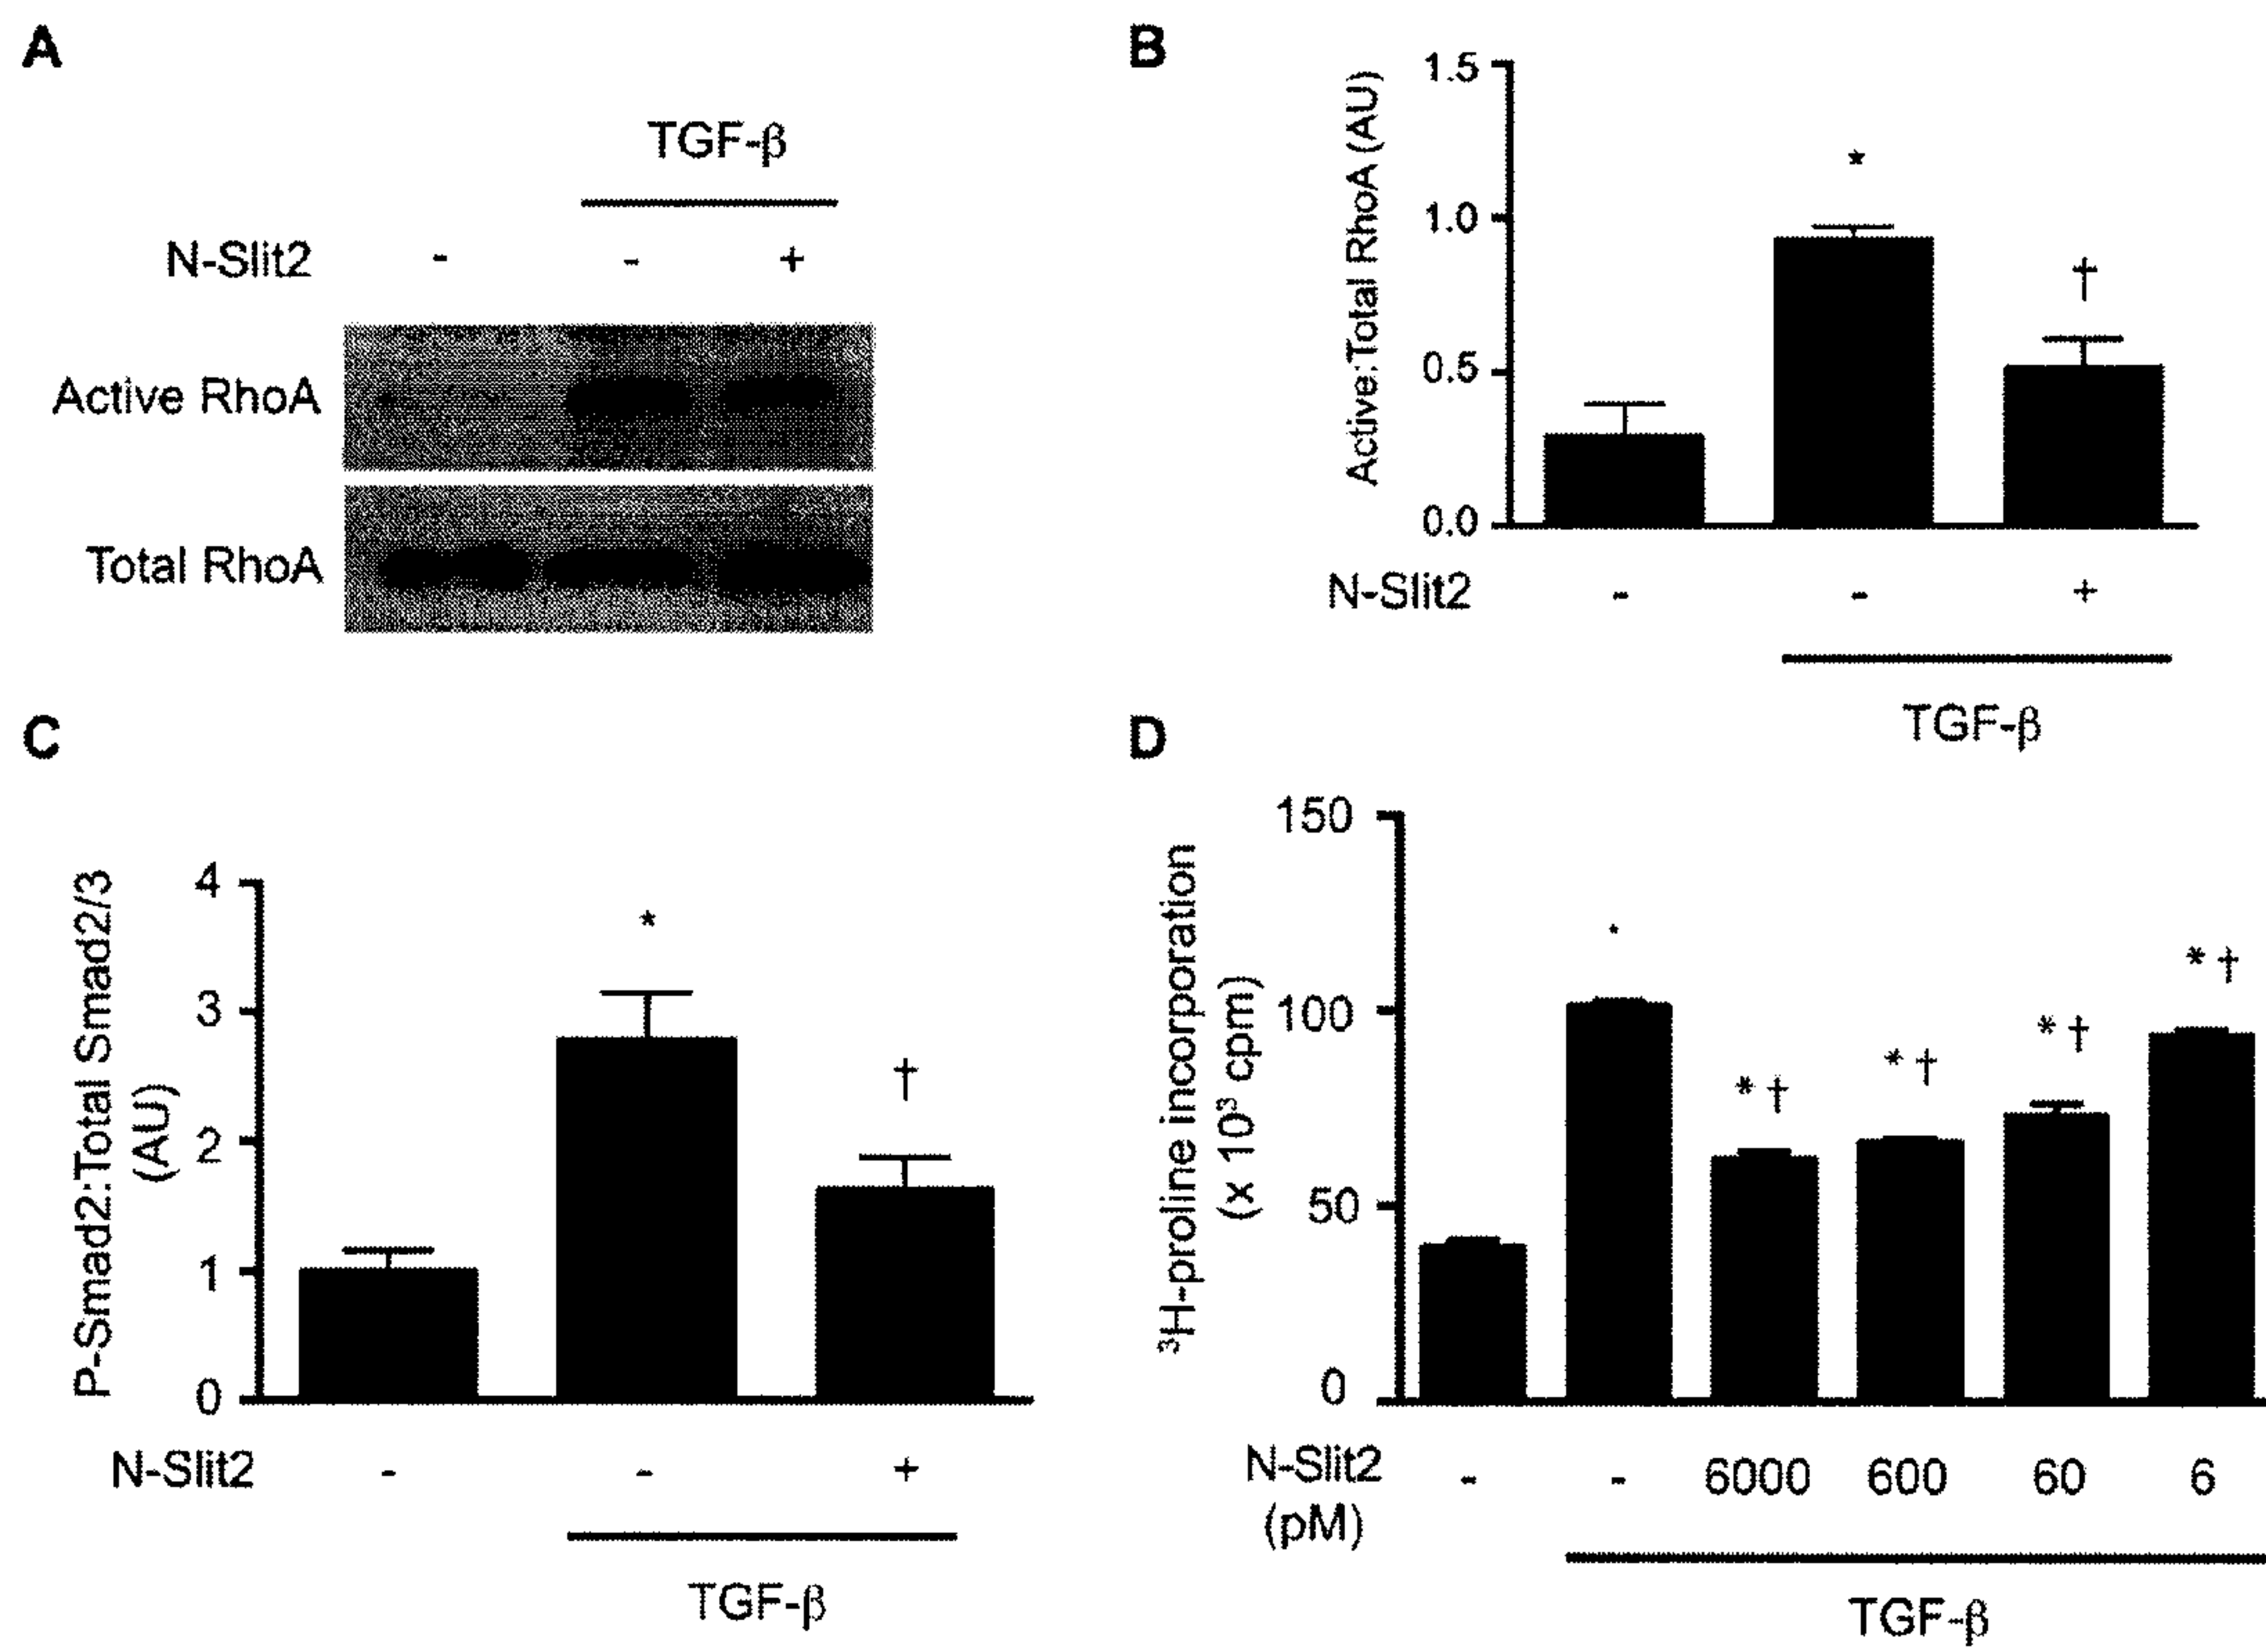 A
TGF-β
N-Slit2 - - +
Active RhoA
Total RhoA
B
Active:Total RhoA (AU)
1.5
1.0
0.5
0.0
*
†
N-Slit2 - - +
TGF-β
C
P-Smad2:Total Smad2/3
(AU)
4
3
2
1
0
*
†
N-Slit2 - - +
TGF-β
D
³H-proline incorporation
(x 10³ cpm)
150
100
50
0
*
* †
* †
* †
* †
N-Slit2 - - 6000 600 60 6
(pM)
TGF-β